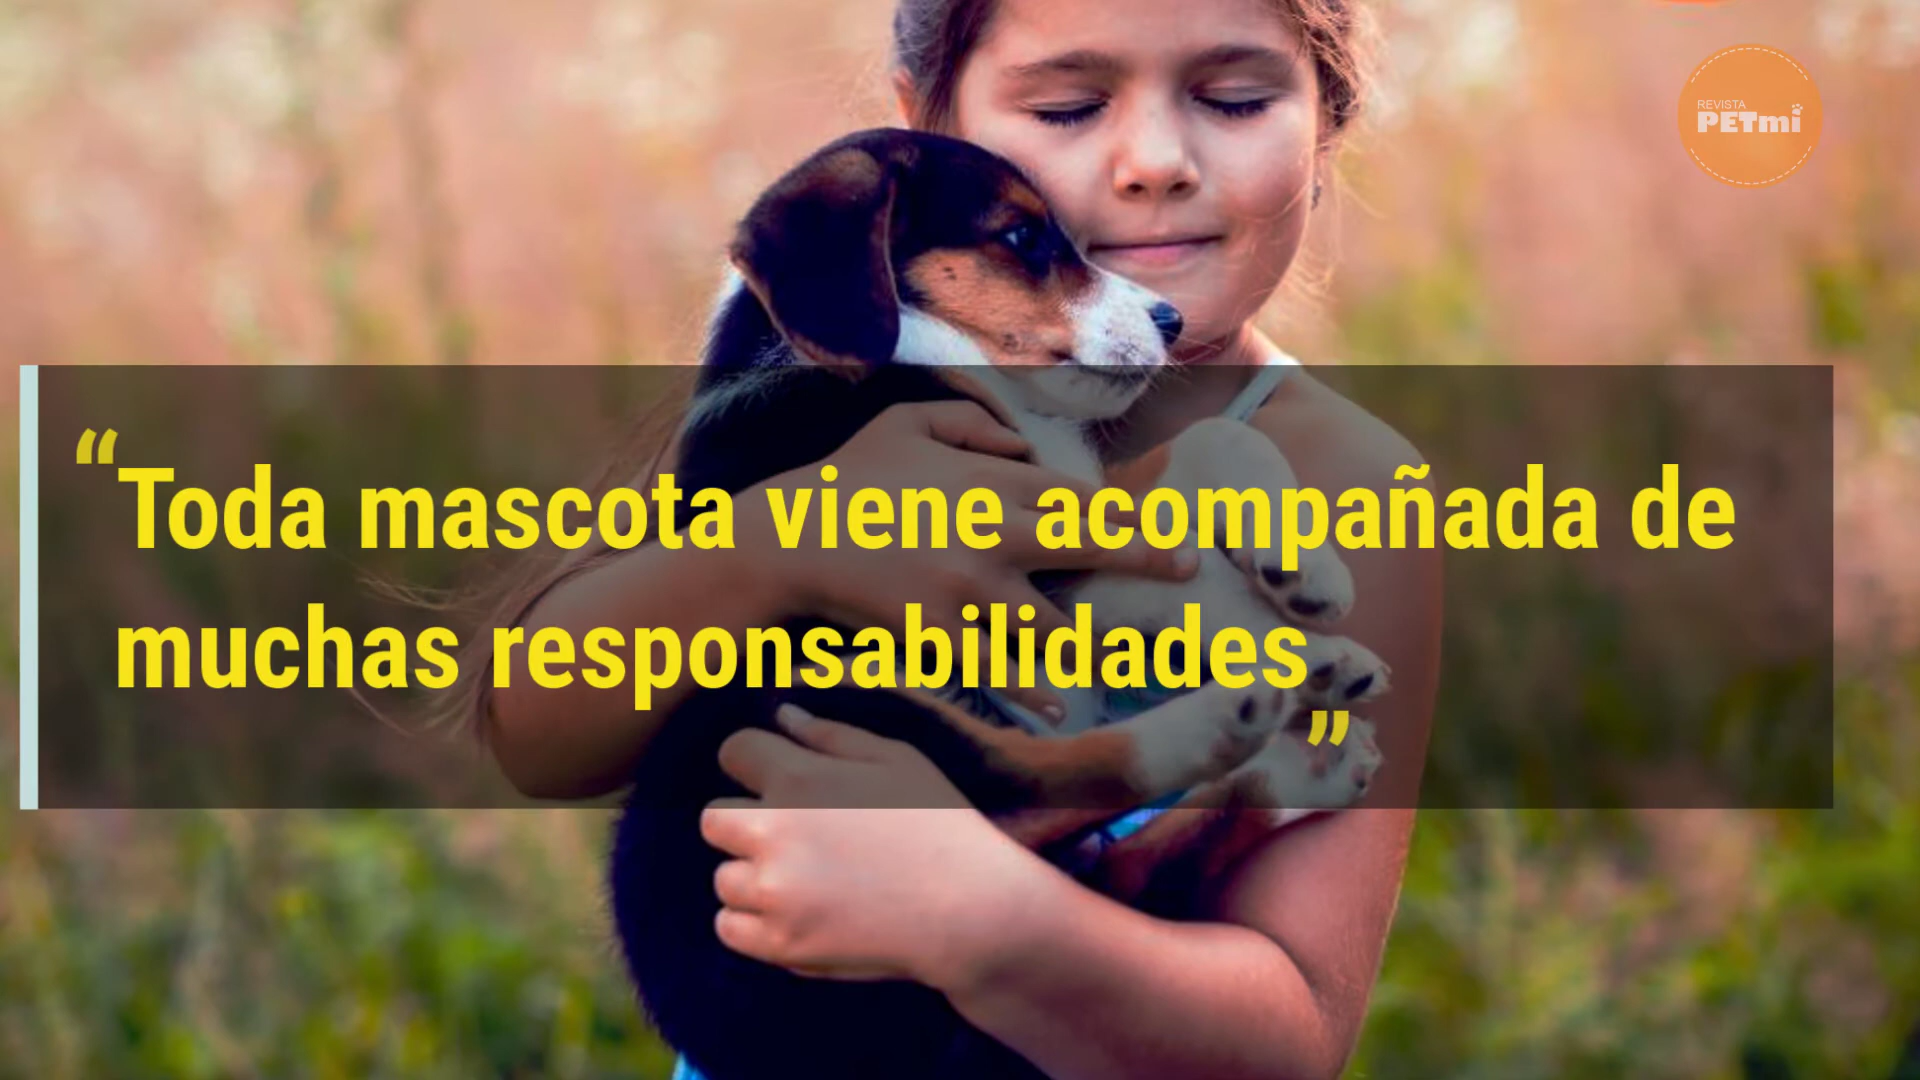 REVISTA
PETmi
“Toda mascota viene acompañada de
muchas responsabilidades”